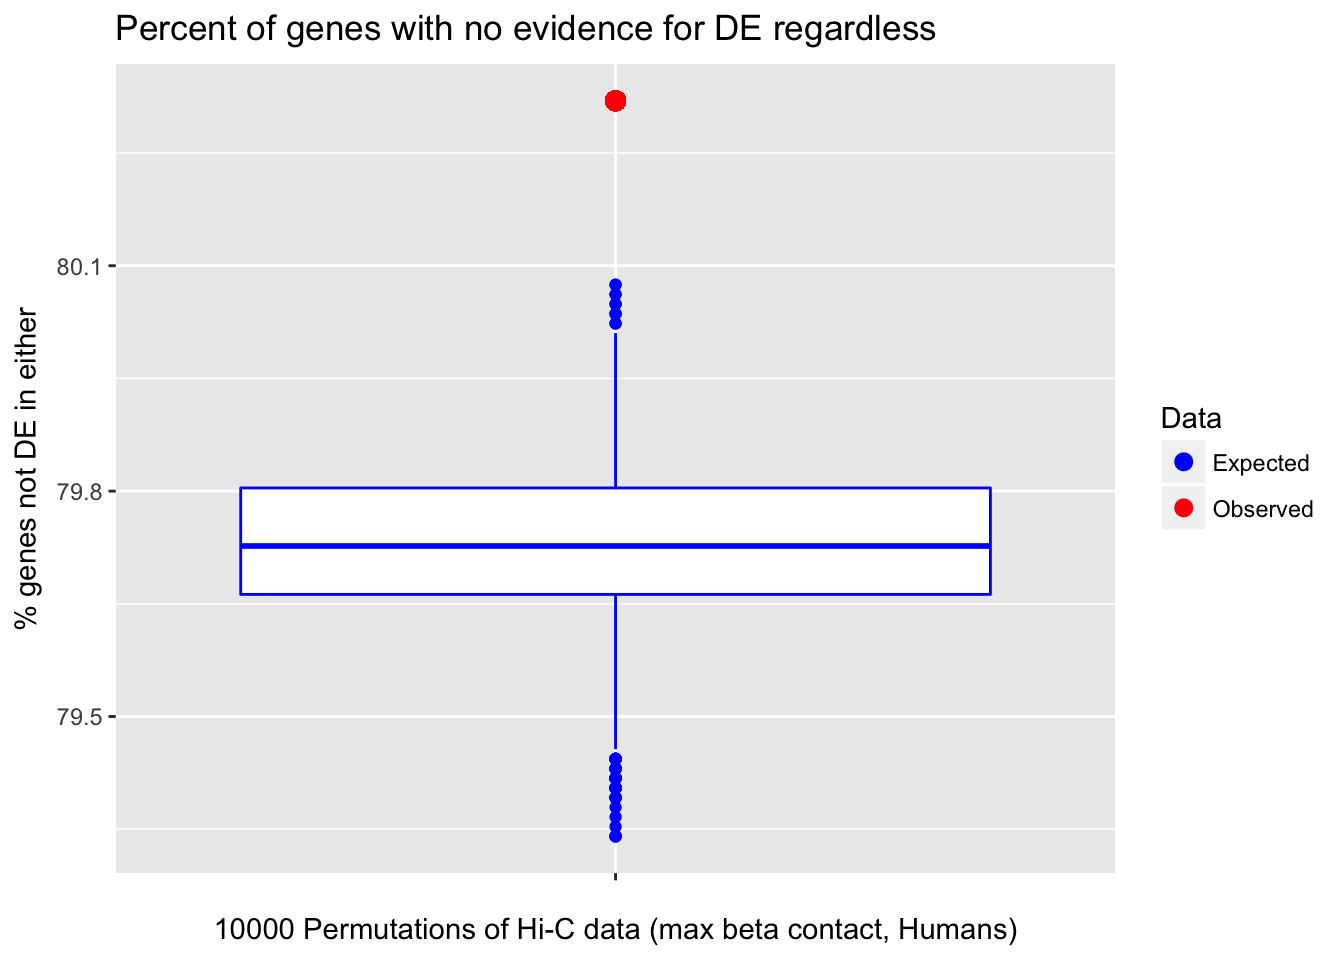 Percent of genes with no evidence for DE regardless
% genes not DE in either
80.1
79.8
79.5
10000 Permutations of Hi-C data (max beta contact, Humans)
Data
Expected
Observed